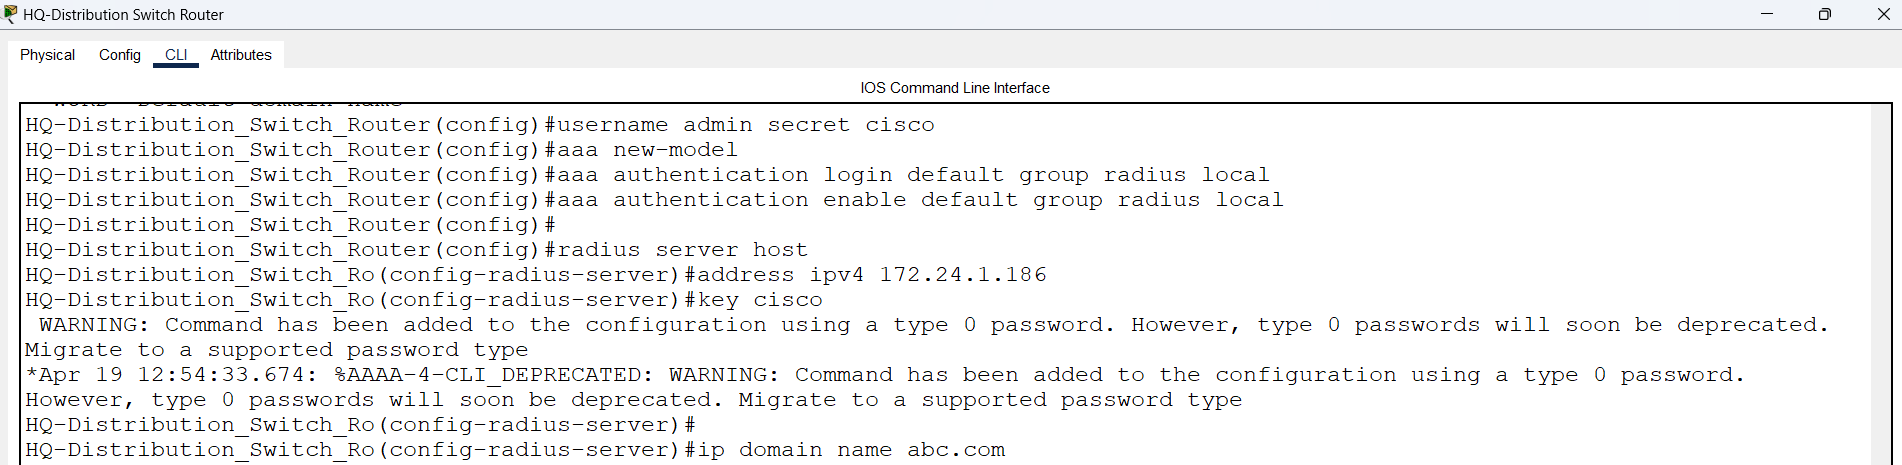 HQ-Distribution Switch Router
Physical Config CLI Attributes
IOS Command Line Interface
WORD Default domain name
HQ-Distribution_Switch_Router(config)#username admin secret cisco
HQ-Distribution_Switch_Router(config)#aaa new-model
HQ-Distribution_Switch_Router(config)#aaa authentication login default group radius local
HQ-Distribution_Switch_Router(config)#aaa authentication enable default group radius local
HQ-Distribution_Switch_Router(config)#
HQ-Distribution_Switch_Router(config)#radius server host
HQ-Distribution_Switch_Ro(config-radius-server)#address ipv4 172.24.1.186
HQ-Distribution_Switch_Ro(config-radius-server)#key cisco
WARNING: Command has been added to the configuration using a type 0 password. However, type 0 passwords will soon be deprecated.
Migrate to a supported password type
*Apr 19 12:54:33.674: %AAAA-4-CLI_DEPRECATED: WARNING: Command has been added to the configuration using a type 0 password.
However, type 0 passwords will soon be deprecated. Migrate to a supported password type
HQ-Distribution_Switch_Ro(config-radius-server)#
HQ-Distribution_Switch_Ro(config-radius-server)#ip domain name abc.com